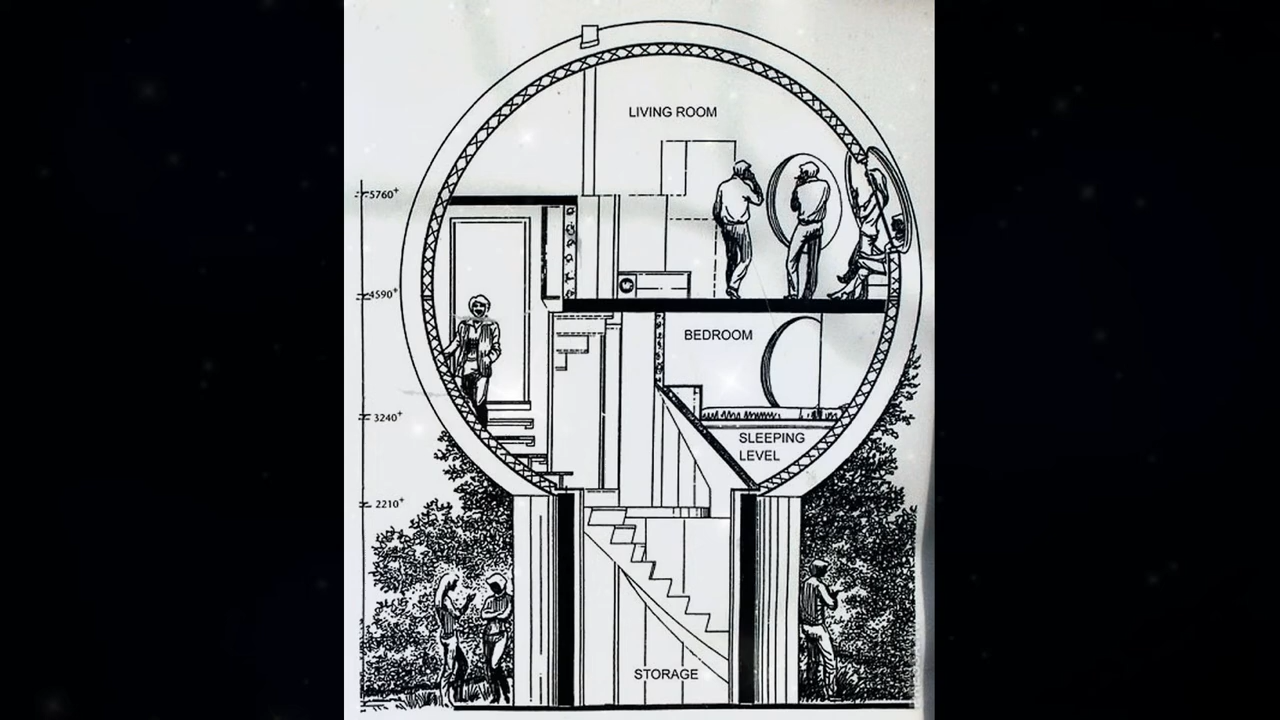 LIVING ROOM
5760+
4590+
BEDROOM
3240+
SLEEPING
LEVEL
2210+
STORAGE